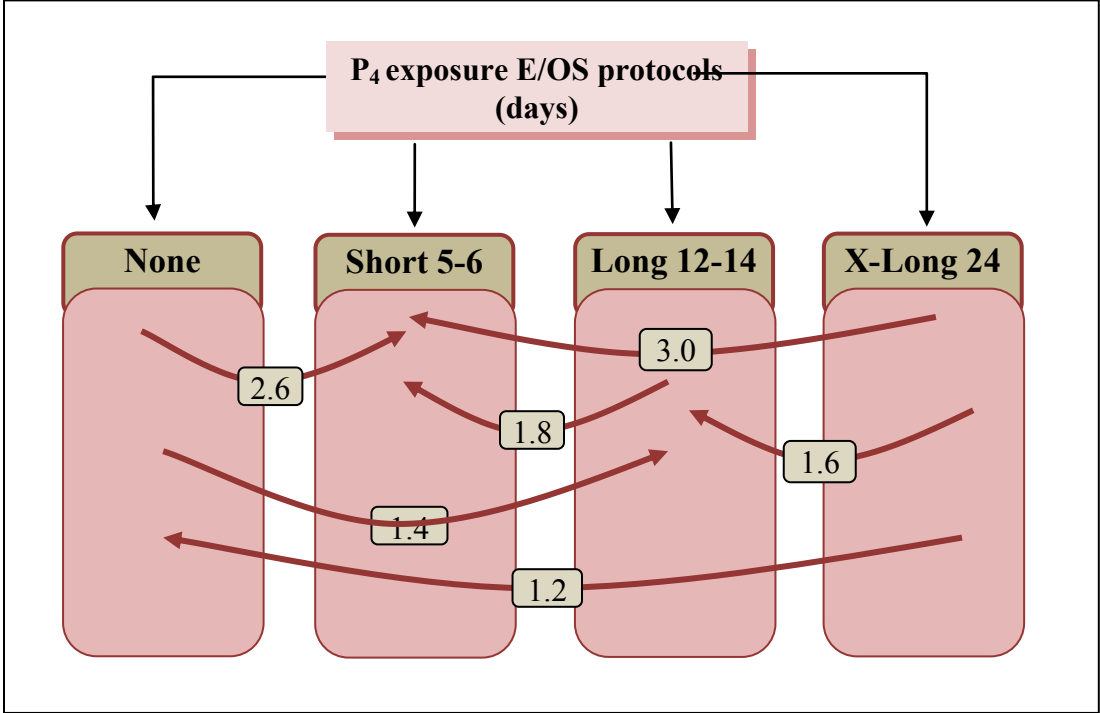 P₄ exposure E/OS protocols
(days)
None
Short 5-6
Long 12-14
X-Long 24
3.0
2.6
1.8
1.6
1.4
1.2